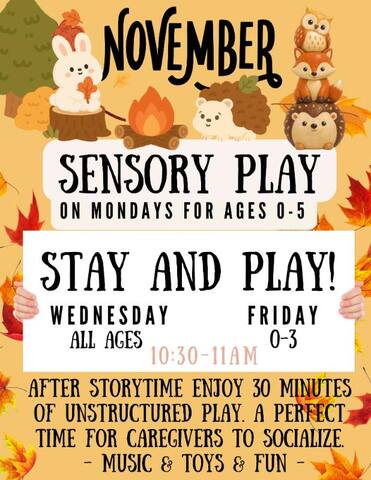 NOVEMBER
SENSORY PLAY
ON MONDAYS FOR AGES 0-5
STAY AND PLAY!
WEDNESDAY FRIDAY
ALL AGES 0-3
10:30-11AM
AFTER STORYTIME ENJOY 30 MINUTES
OF UNSTRUCTURED PLAY. A PERFECT
TIME FOR CAREGIVERS TO SOCIALIZE.
- MUSIC & TOYS & FUN -